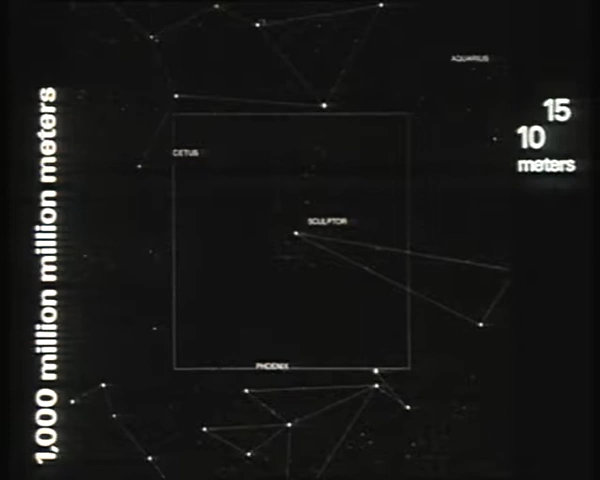 AQUARIUS
1,000 million million meters
15
10
meters
CETUS
SCULPTOR
PHOENIX